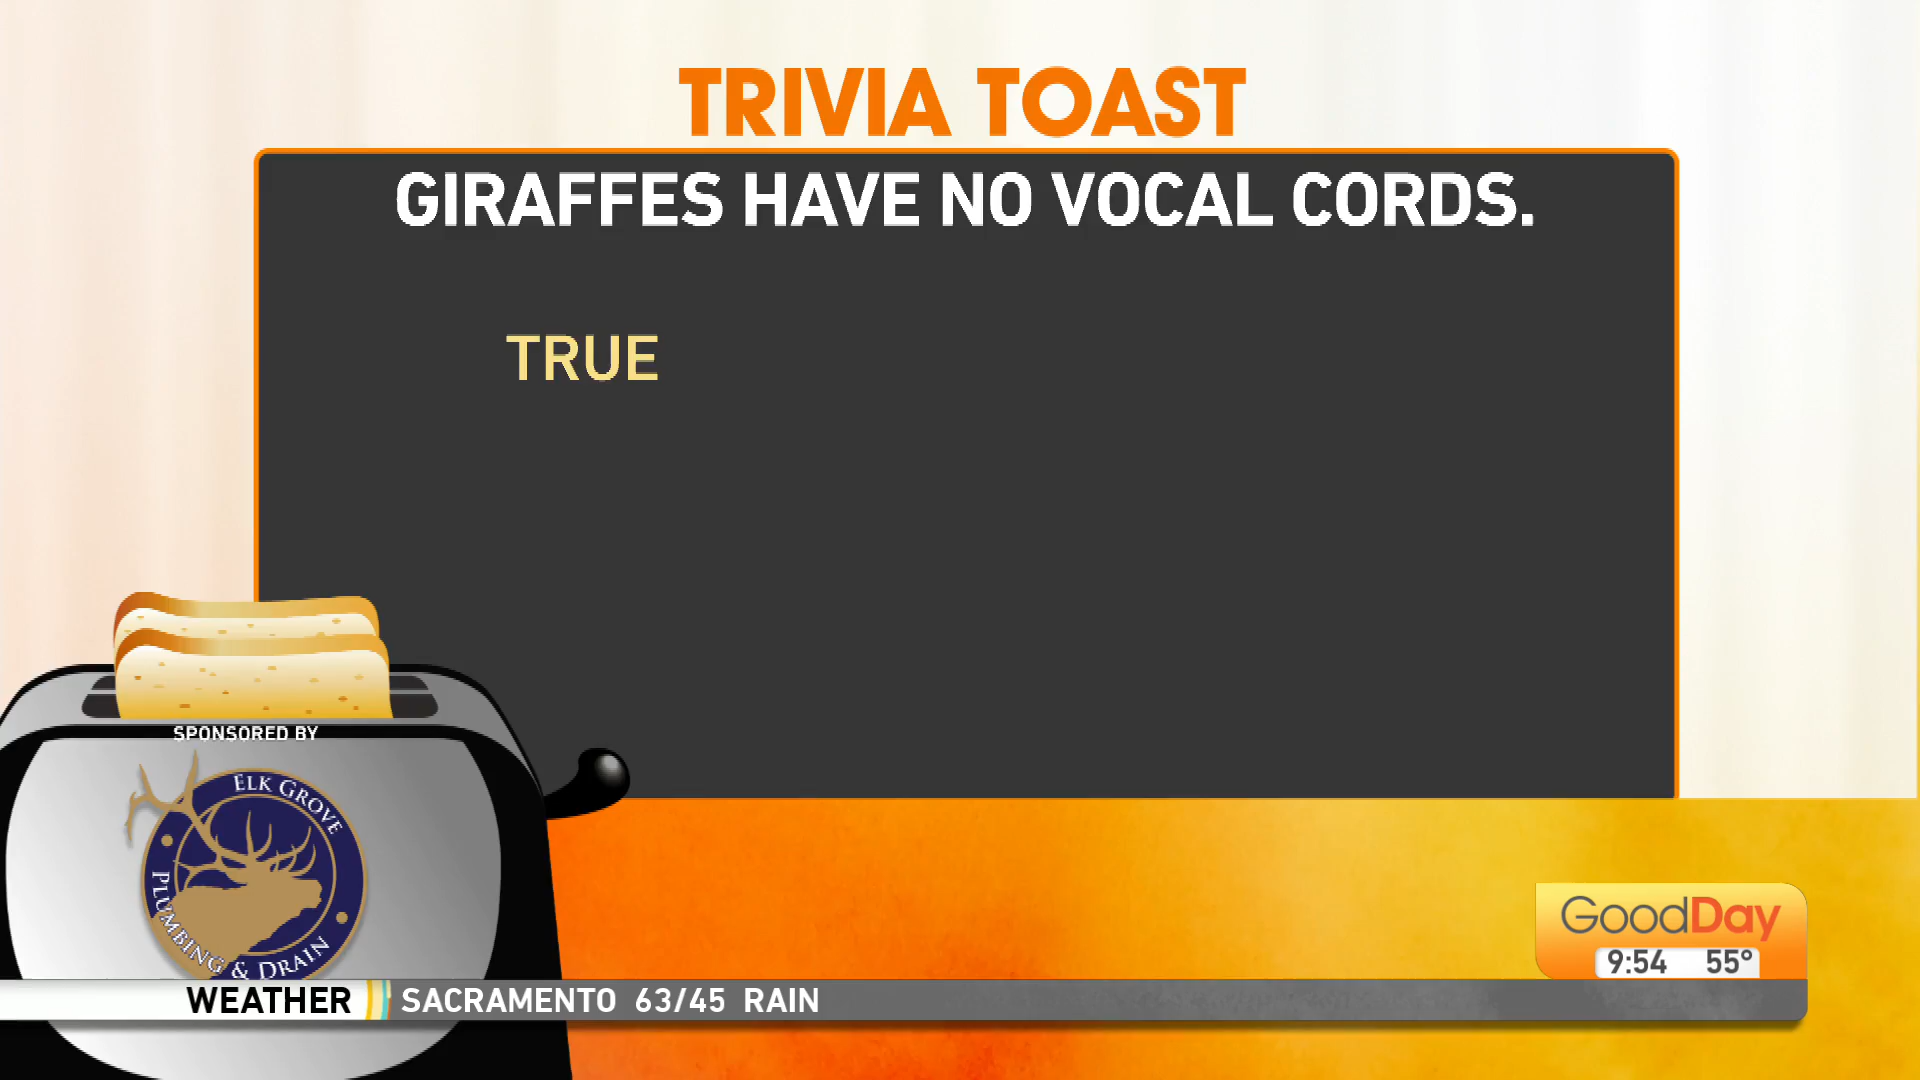 TRIVIA TOAST
GIRAFFES HAVE NO VOCAL CORDS.
TRUE
SPONSORED BY
ELK GROVE
PLUMBING & DRAIN
GoodDay
9:54 55°
WEATHER SACRAMENTO 63/45 RAIN